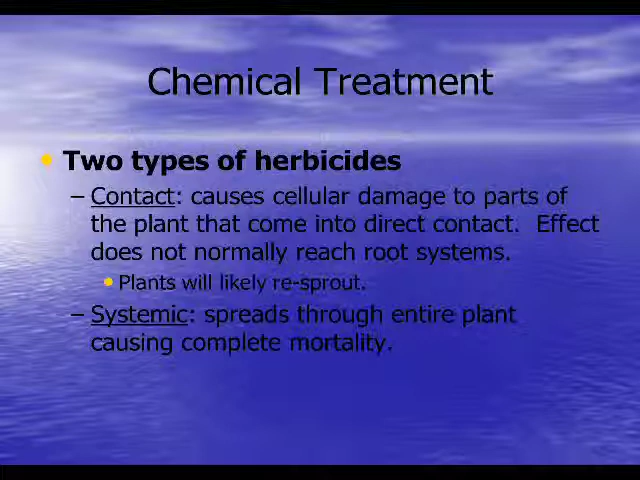 Chemical Treatment
• Two types of herbicides
– Contact: causes cellular damage to parts of
the plant that come into direct contact.  Effect
does not normally reach root systems.
• Plants will likely re-sprout.
– Systemic: spreads through entire plant
causing complete mortality.